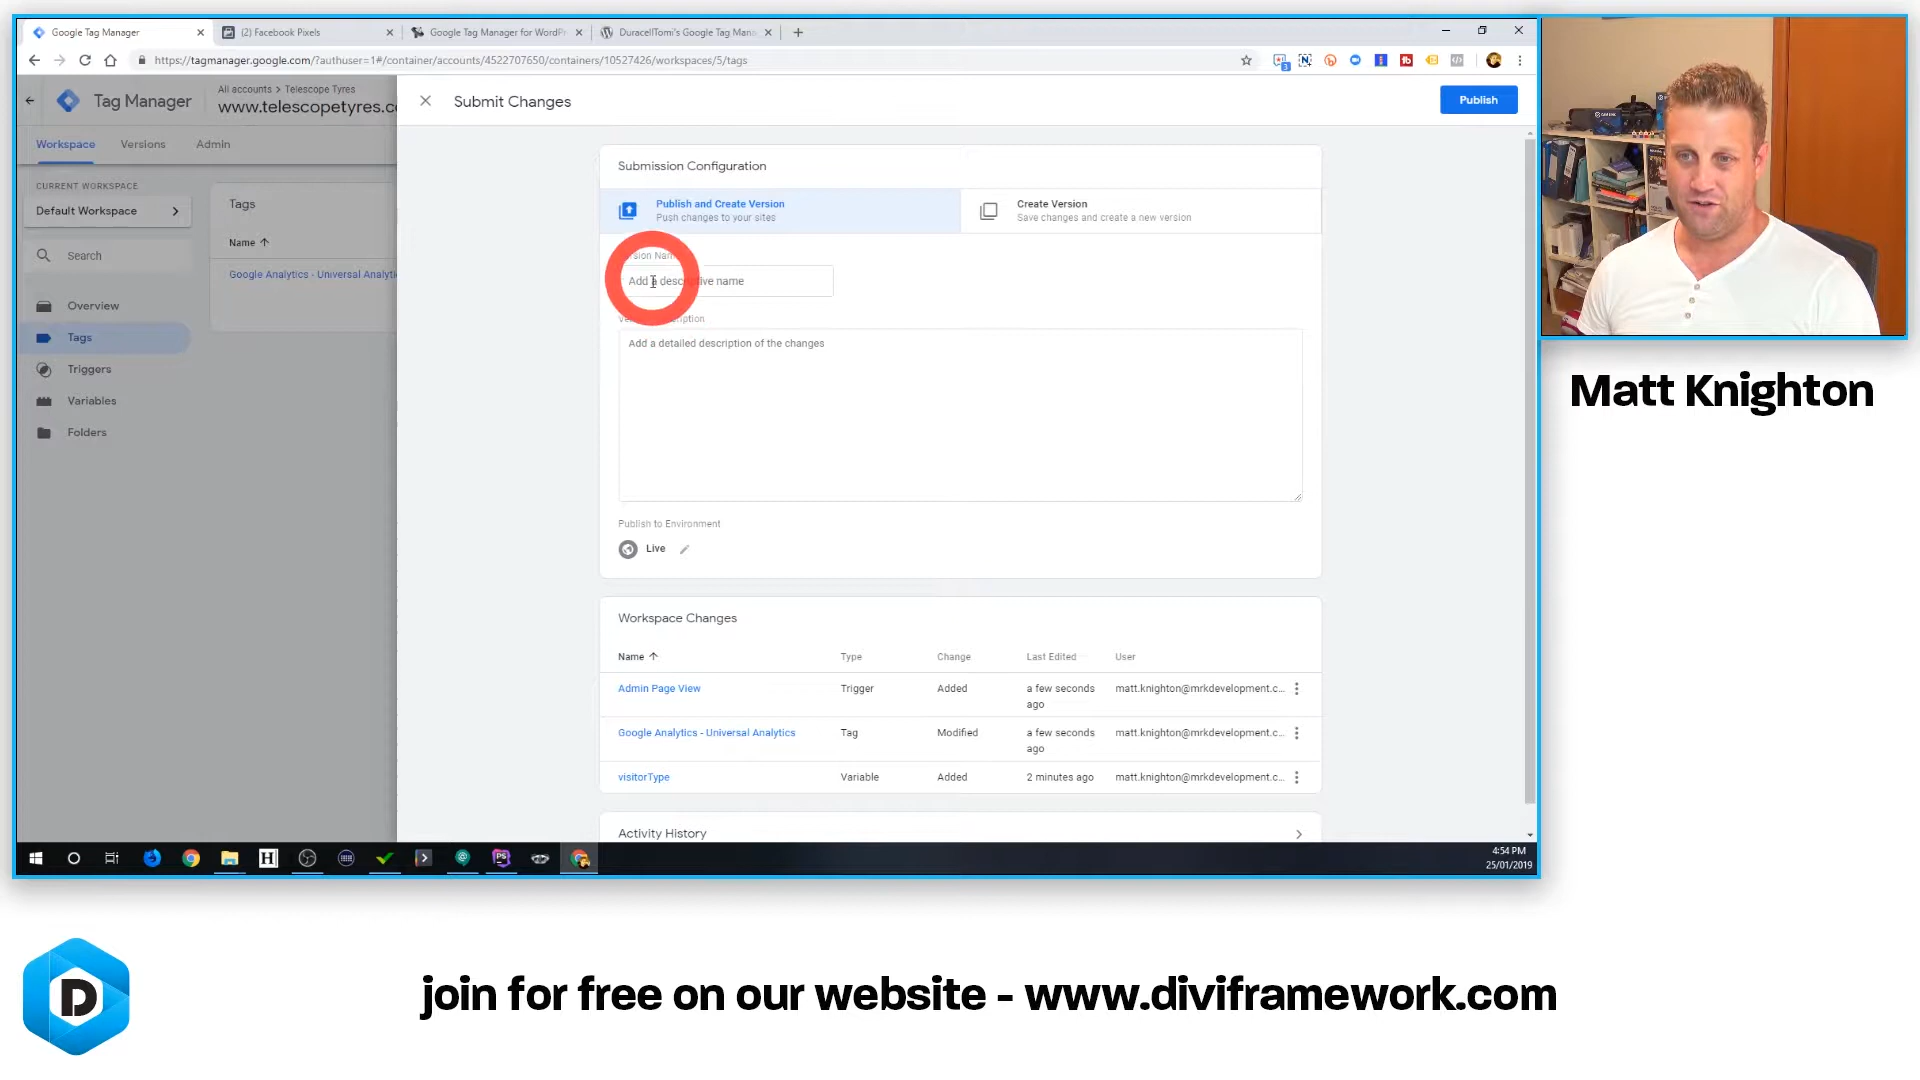 Google Tag Manager
(2) Facebook Pixels
Google Tag Manager for WordPr
DuracellTomi's Google Tag Mana
https://tagmanager.google.com/?authuser=1#/container/accounts/4522707650/containers/10527426/workspaces/5/tags
Tag Manager
All accounts > Telescope Tyres
www.telescopetyres.co
Submit Changes
Publish
Workspace
Versions
Admin
CURRENT WORKSPACE
Default Workspace
Search
Overview
Tags
Triggers
Variables
Folders
Tags
Name
Google Analytics - Universal Analyti
Submission Configuration
Publish and Create Version
Push changes to your sites
Create Version
Save changes and create a new version
Add a descriptive name
Add a detailed description of the changes
Publish to Environment
Live
Workspace Changes
Name Type Change Last Edited User
Admin Page View Trigger Added a few seconds ago matt.knighton@mrkdevelopment.c...
Google Analytics - Universal Analytics Tag Modified a few seconds ago matt.knighton@mrkdevelopment.c...
visitorType Variable Added 2 minutes ago matt.knighton@mrkdevelopment.c...
Activity History
4:54 PM
25/01/2019
Matt Knighton
D
join for free on our website - www.diviframework.com